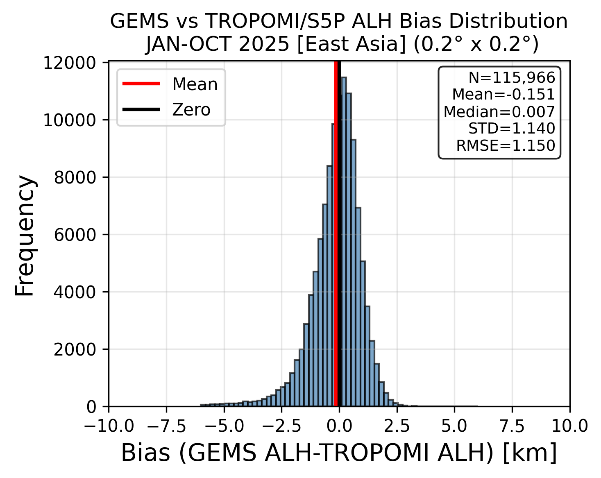 GEMS vs TROPOMI/S5P ALH Bias Distribution
JAN-OCT 2025 [East Asia] (0.2° x 0.2°)
Mean
Zero
N=115,966
Mean=-0.151
Median=0.007
STD=1.140
RMSE=1.150
Frequency
12000
10000
8000
6000
4000
2000
0
−10.0 −7.5 −5.0 −2.5 0.0 2.5 5.0 7.5 10.0
Bias (GEMS ALH-TROPOMI ALH) [km]